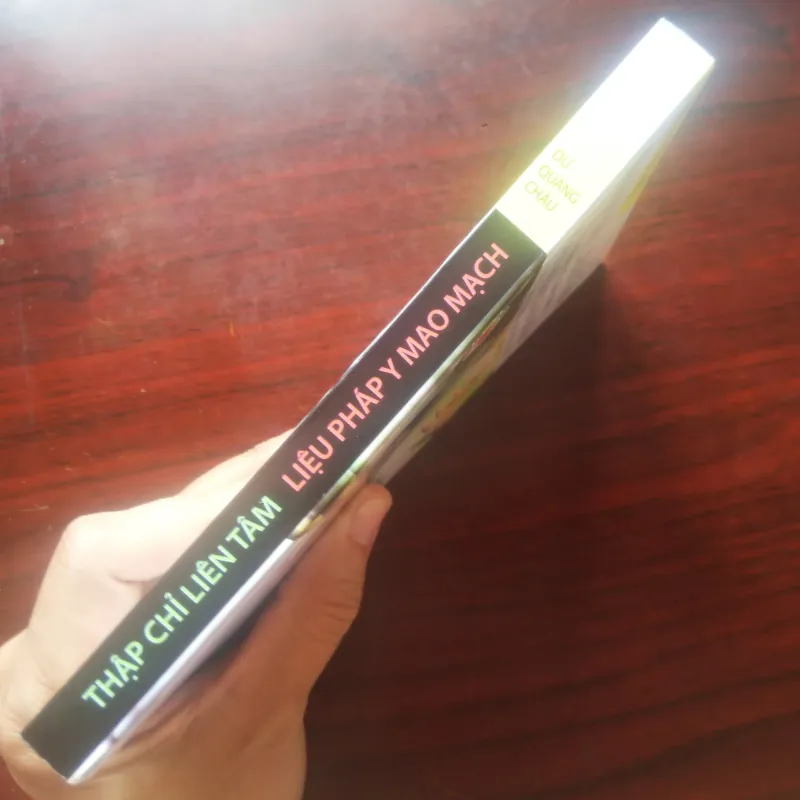 THẬP CHỈ LIÊN TÂM LIỆU PHÁP Y MAO MẠCH
DƯ
QUANG
CHÂU